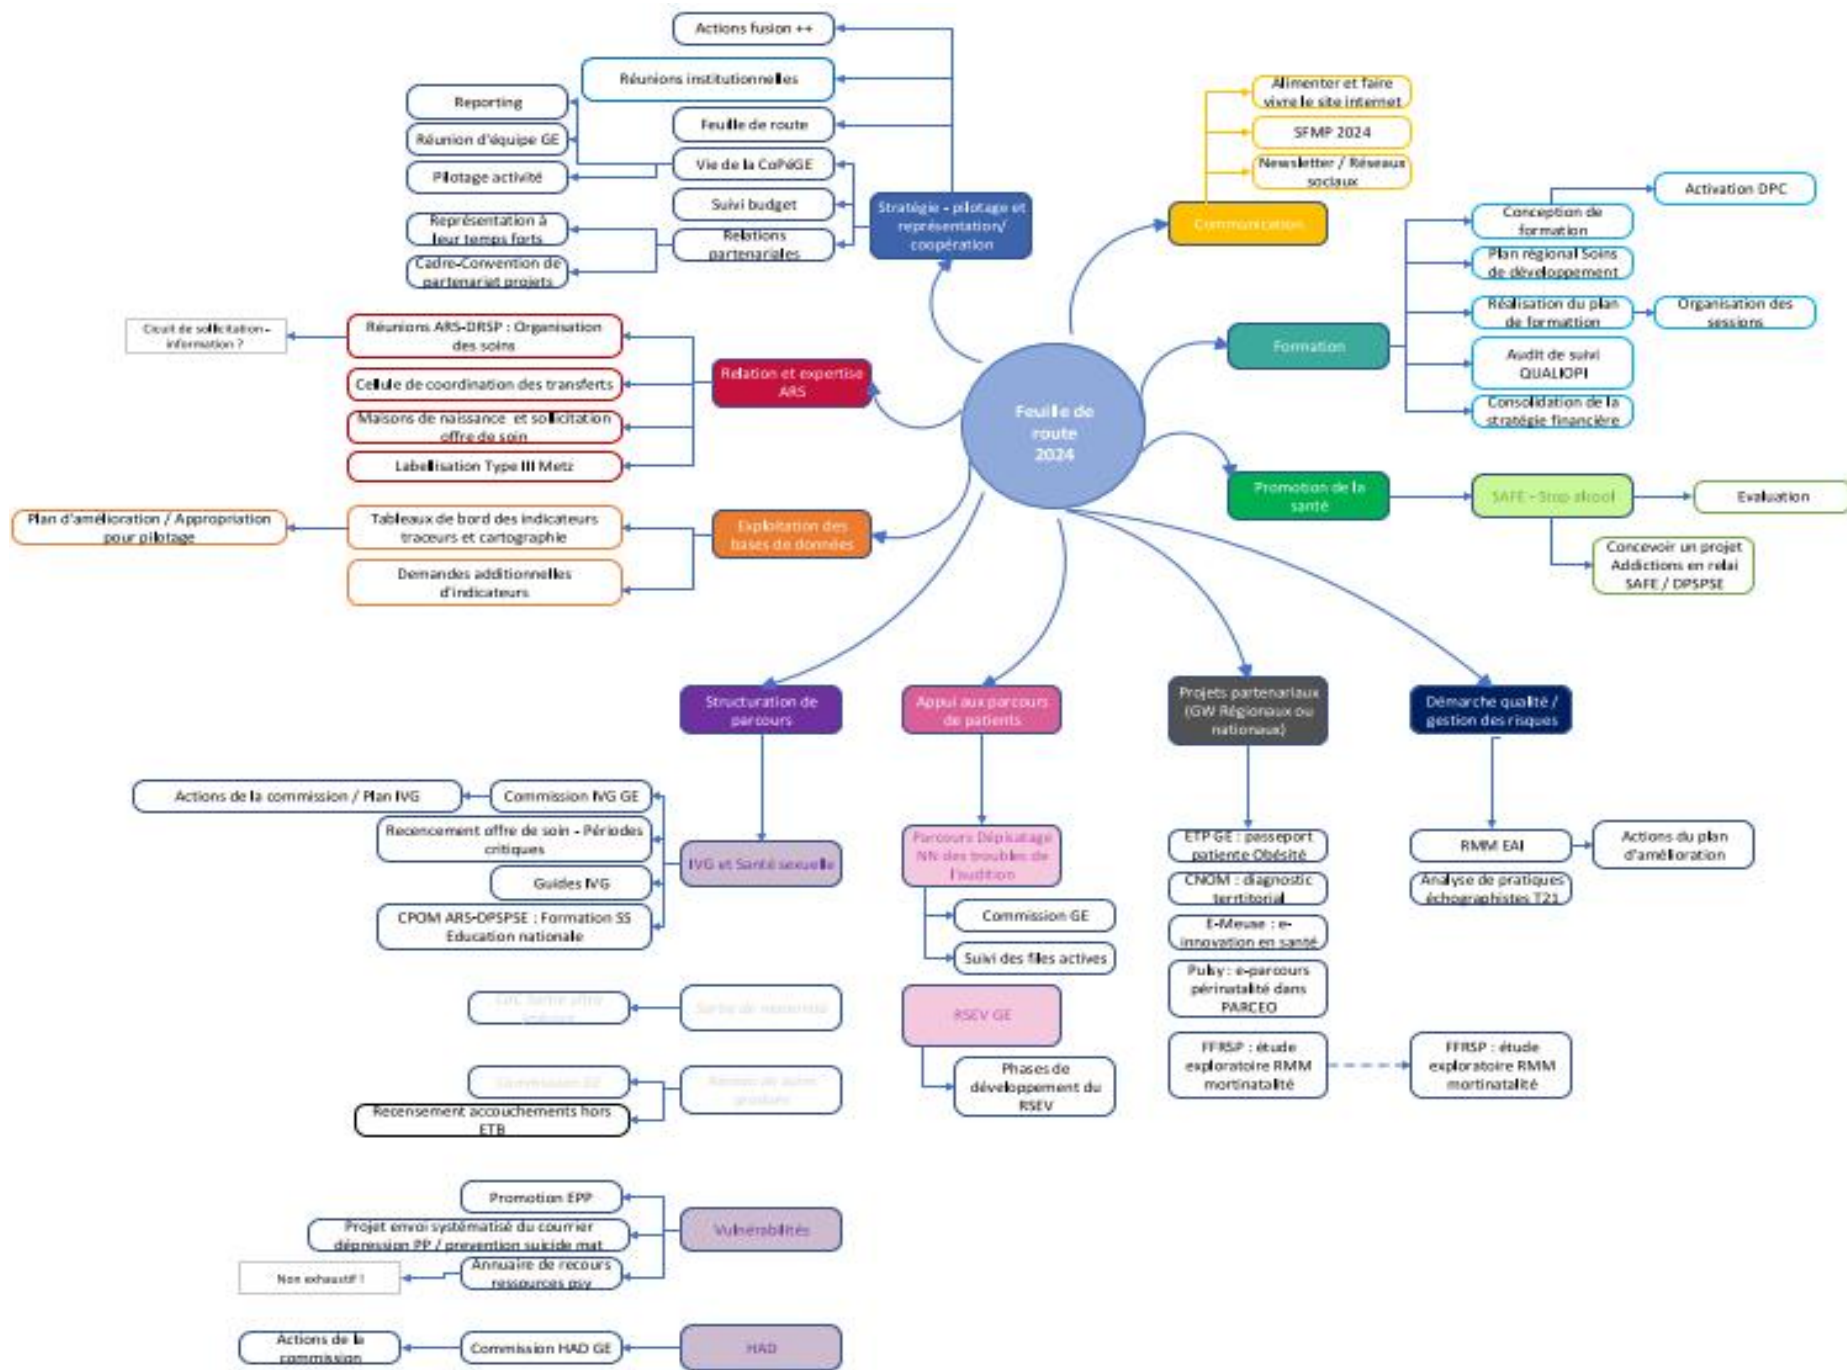 Actions fusion ++
Réunions institutionnelles
Reporting
Feuille de route
Réunion d'équipe GE
Vie de la CoPéGE
Pilotage activité
Suivi budget
Stratégie - pilotage et
représentation/
coopération
Représentation à
leur temps forts
Relations
partenariales
Cadre-Convention de
partenariat projets
Alimenter et faire
vivre le site internet
SFMP 2024
Newsletter / Réseaux
sociaux
Communication
Activation DPC
Conception de
formation
Plan régional Soins
de développement
Réalisation du plan
de formattion
Organisation des
sessions
Formation
Audit de suivi
QUALIOPI
Consolidation de la
stratégie financière
Cicuit de sollicitation -
information ?
Réunions ARS-DRSP : Organisation
des soins
Relation et expertise
ARS
Cellule de coordination des transferts
Maisons de naissance et sollicitation
offre de soin
Labellisation Type III Metz
Feuille de
route
2024
Promotion de la
santé
SAFE - Stop alcool
Evaluation
Concevoir un projet
Addictions en relai
SAFE / DPSPSE
Plan d'amélioration / Appropriation
pour pilotage
Tableaux de bord des indicateurs
traceurs et cartographie
Exploitation des
bases de données
Demandes additionnelles
d'indicateurs
Structuration de
parcours
Appui aux parcours
de patients
Projets partenariaux
(GW Régionaux ou
nationaux)
Démarche qualité /
gestion des risques
Actions de la commission / Plan IVG
Commission IVG GE
Recencement offre de soin - Périodes
critiques
IVG et Santé sexuelle
Guides IVG
CPOM ARS-DPSPSE : Formation SS
Education nationale
Parcours Dépisatage
NN des troubles de
l'audition
Commission GE
Suivi des files actives
RSEV GE
Phases de
développement du
RSEV
ETP GE : passeport
patiente Obésité
CNOM : diagnostic
terrritorial
E-Meuse : e-
innovation en santé
Pulsy : e-parcours
périnatalité dans
PARCEO
FFRSP : étude
exploratoire RMM
mortinatalité
RMM EAI
Actions du plan
d'amélioration
Analyse de pratiques
échographistes T21
FFRSP : étude
exploratoire RMM
mortinatalité
Sortie de maternité
Recensement accouchements hors
ETB
Promotion EPP
Projet envoi systématisé du courrier
dépression PP / prevention suicide mat
Vulnérabilités
Non exhaustif !
Annuaire de recours
ressources psy
Actions de la
commission
Commission HAD GE
HAD